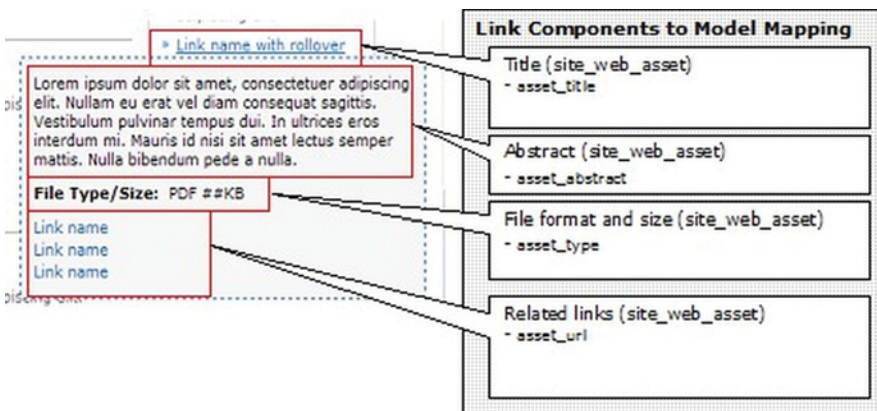 » Link name with rollover
Lorem ipsum dolor sit amet, consectetuer adipiscing
elit. Nullam eu erat vel diam consequat sagittis.
Vestibulum pulvinar tempus dui. In ultrices eros
interdum mi. Mauris id nisi sit amet lectus semper
mattis. Nulla bibendum pede a nulla.
File Type/Size: PDF ##KB
Link name
Link name
Link name
Link Components to Model Mapping
Title (site_web_asset)
- asset_title
Abstract (site_web_asset)
- asset_abstract
File format and size (site_web_asset)
- asset_type
Related links (site_web_asset)
- asset_url